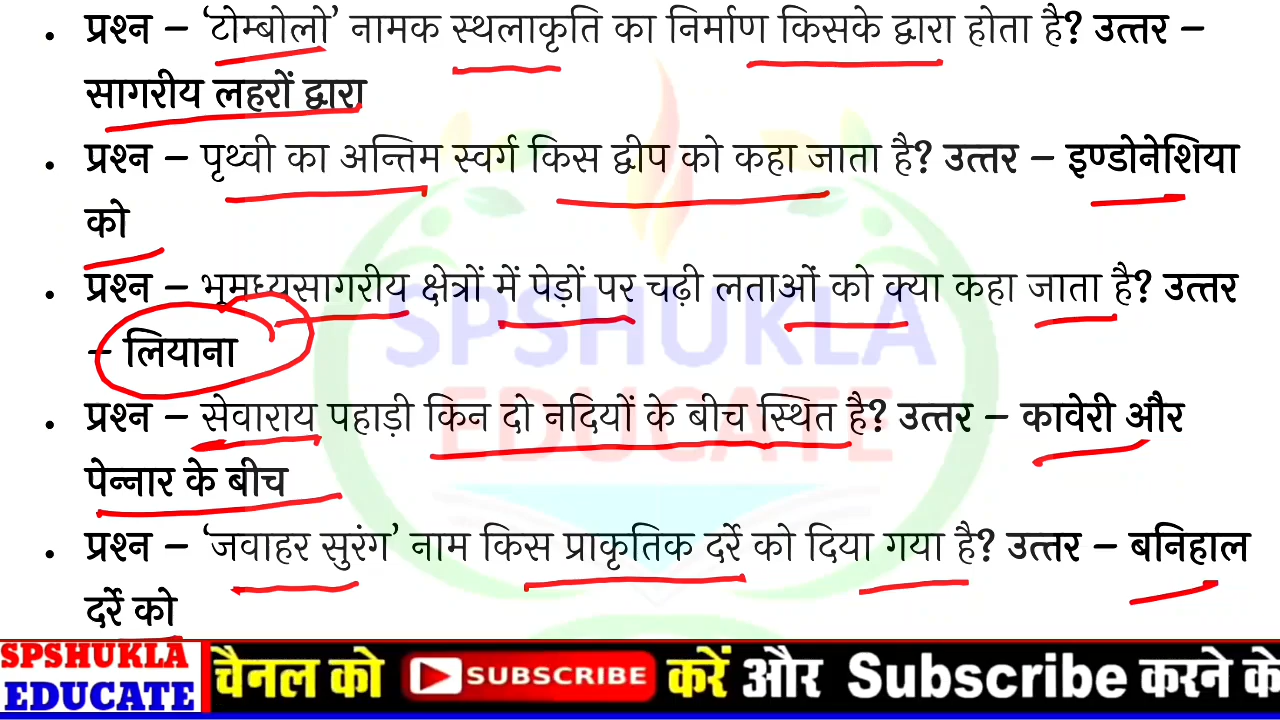 • प्रश्न – ‘टोम्बोलो’ नामक स्थलाकृति का निर्माण किसके द्वारा होता है? उत्तर –
सागरीय लहरों द्वारा
• प्रश्न – पृथ्वी का अन्तिम स्वर्ग किस द्वीप को कहा जाता है? उत्तर – इण्डोनेशिया
को
• प्रश्न – भूमध्यसागरीय क्षेत्रों में पेड़ों पर चढ़ी लताओं को क्या कहा जाता है? उत्तर
– लियाना
• प्रश्न – सेवाराय पहाड़ी किन दो नदियों के बीच स्थित है? उत्तर – कावेरी और
पेन्नार के बीच
• प्रश्न – ‘जवाहर सुरंग’ नाम किस प्राकृतिक दर्रे को दिया गया है? उत्तर – बनिहाल
दर्रे को
SPSHUKLA
EDUCATE
SPSHUKLA
EDUCATE
चैनल को SUBSCRIBE करें और Subscribe करने के